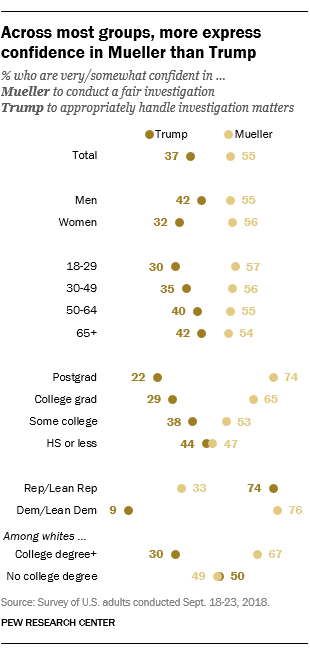 Across most groups, more express
confidence in Mueller than Trump
% who are very/somewhat confident in ...
Mueller to conduct a fair investigation
Trump to appropriately handle investigation matters
Trump Mueller
Total 37 55
Men 42 55
Women 32 56
18-29 30 57
30-49 35 56
50-64 40 55
65+ 42 54
Postgrad 22 74
College grad 29 65
Some college 38 53
HS or less 44 47
Rep/Lean Rep 33 74
Dem/Lean Dem 9 76
Among whites ...
College degree+ 30 67
No college degree 49 50
Source: Survey of U.S. adults conducted Sept. 18-23, 2018.
PEW RESEARCH CENTER